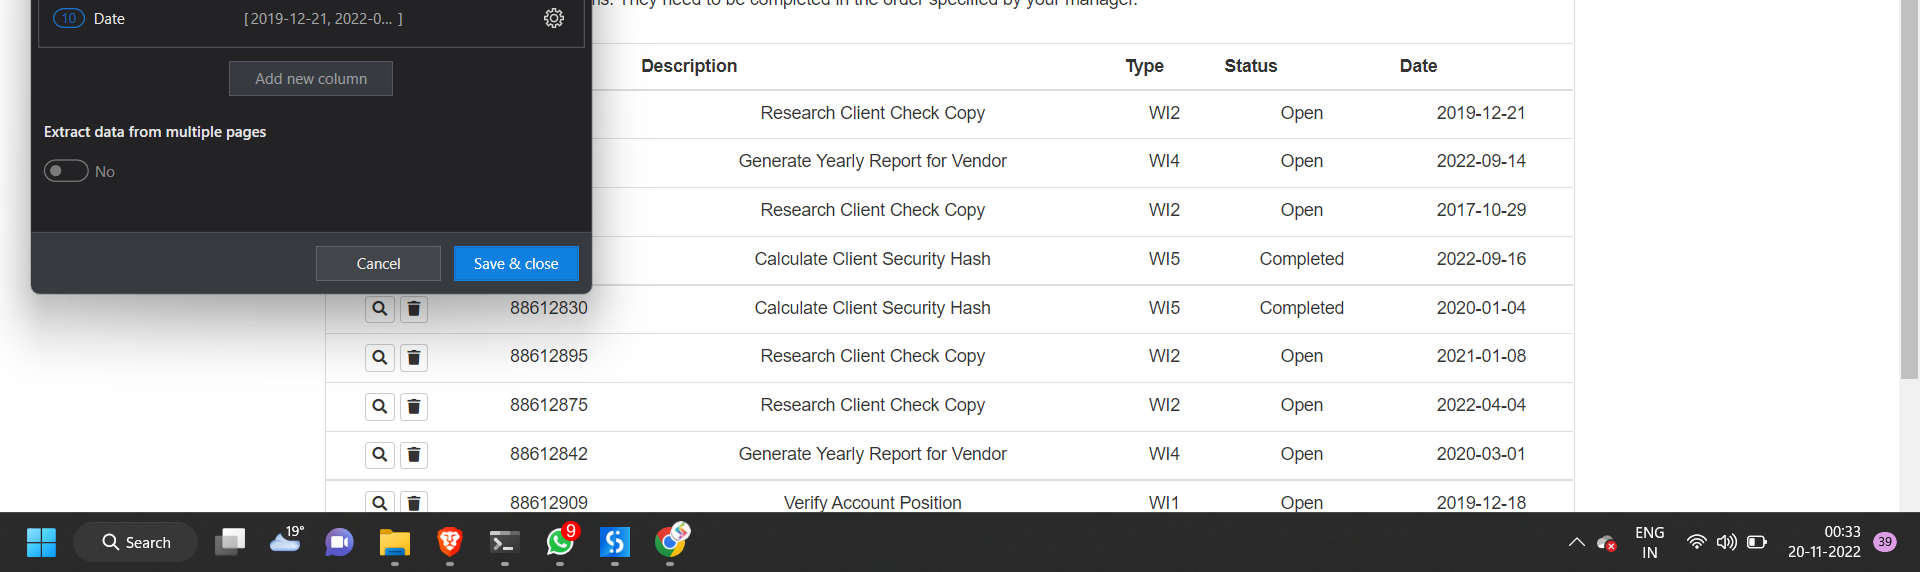 10 Date [ 2019-12-21, 2022-0... ]
They need to be completed in the order specified by your manager.
Add new column
Extract data from multiple pages
No
Cancel Save & close
Description Type Status Date
Research Client Check Copy WI2 Open 2019-12-21
Generate Yearly Report for Vendor WI4 Open 2022-09-14
Research Client Check Copy WI2 Open 2017-10-29
Calculate Client Security Hash WI5 Completed 2022-09-16
88612830 Calculate Client Security Hash WI5 Completed 2020-01-04
88612895 Research Client Check Copy WI2 Open 2021-01-08
88612875 Research Client Check Copy WI2 Open 2022-04-04
88612842 Generate Yearly Report for Vendor WI4 Open 2020-03-01
88612909 Verify Account Position WI1 Open 2019-12-18
Search 19° 9 ENG 00:33 39
IN 20-11-2022